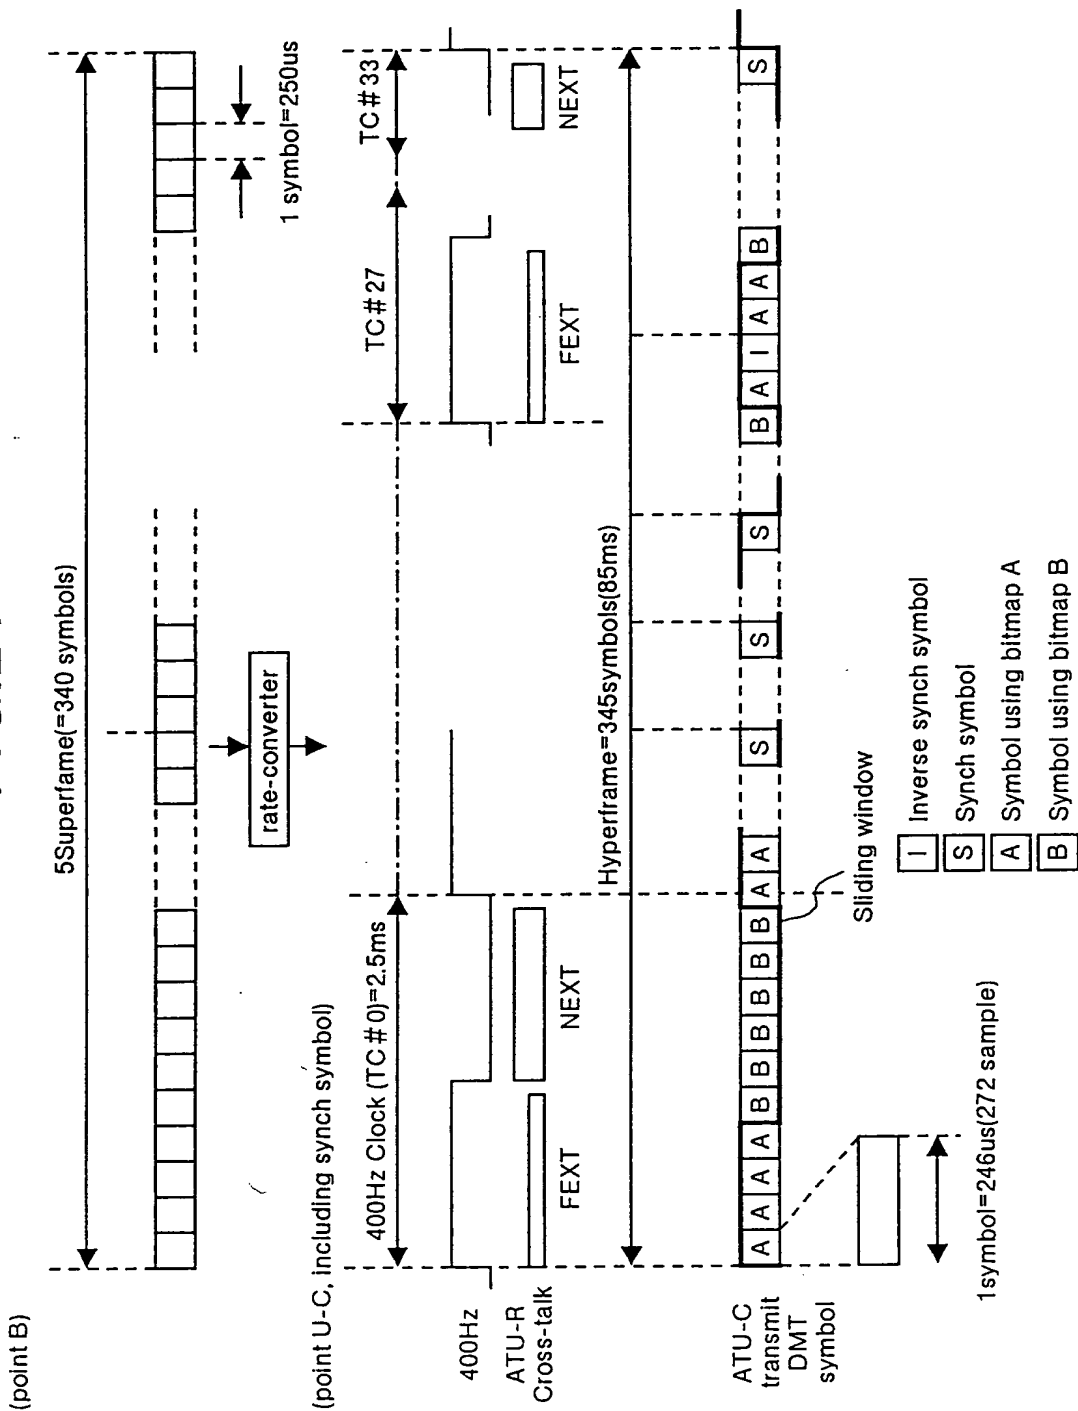 (point B)
5Superfame(=340 symbols)
1 symbol=250us
rate-converter
(point U-C, including synch symbol)
400Hz Clock (TC#0)=2.5ms
TC#27
TC#33
400Hz
ATU-R
Cross-talk
FEXT
NEXT
FEXT
NEXT
Hyperframe=345symbols(85ms)
ATU-C
transmit
DMT
symbol
A A A A B B B B B B A A S S S B A I A A B S
Sliding window
1symbol=246us(272 sample)
I Inverse synch symbol
S Synch symbol
A Symbol using bitmap A
B Symbol using bitmap B